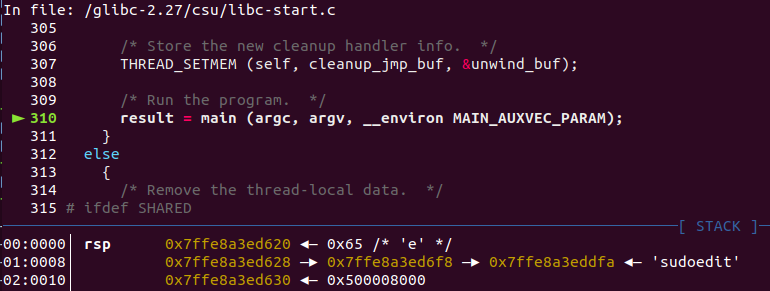 In file: /glibc-2.27/csu/libc-start.c
305
306 /* Store the new cleanup handler info.  */
307 THREAD_SETMEM (self, cleanup_jmp_buf, &unwind_buf);
308
309 /* Run the program.  */
► 310 result = main (argc, argv, __environ MAIN_AUXVEC_PARAM);
311 }
312 else
313 {
314 /* Remove the thread-local data.  */
315 # ifdef SHARED
[ STACK ]
00:0000│ rsp 0x7ffe8a3ed620 ◂— 0x65 /* 'e' */
01:0008│ 0x7ffe8a3ed628 —▸ 0x7ffe8a3ed6f8 —▸ 0x7ffe8a3eddfa ◂— 'sudoedit'
02:0010│ 0x7ffe8a3ed630 ◂— 0x500008000